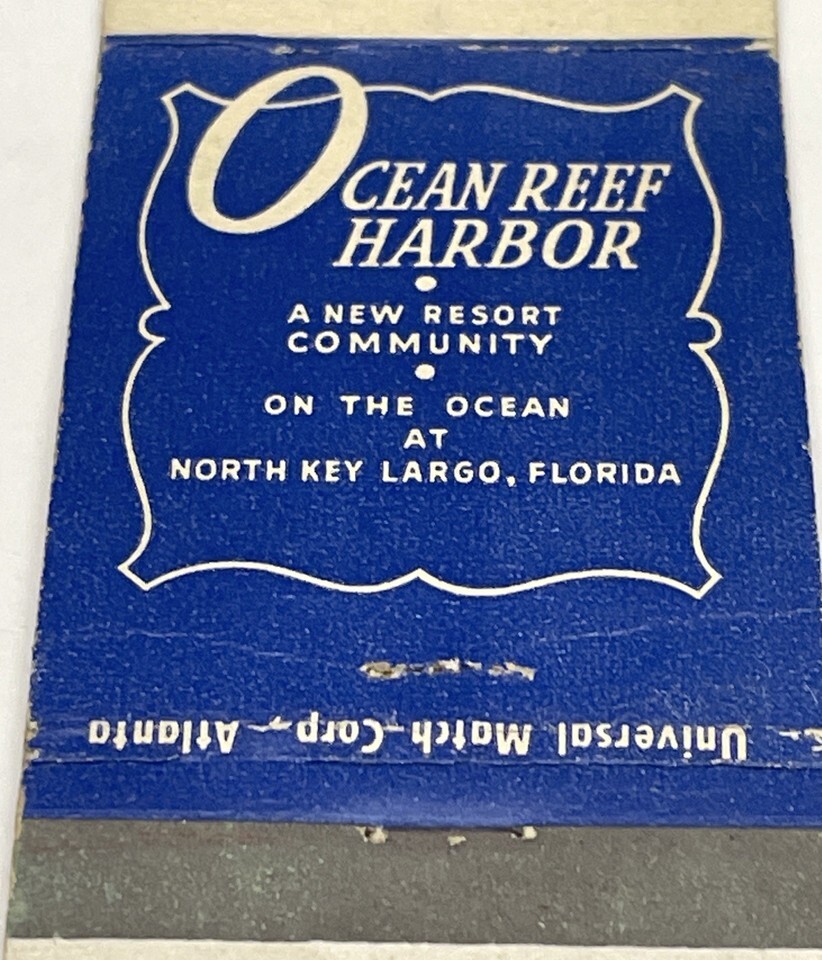 OCEAN REEF
HARBOR
A NEW RESORT
COMMUNITY
ON THE OCEAN
AT
NORTH KEY LARGO, FLORIDA
Universal Match Corp., Atlanta